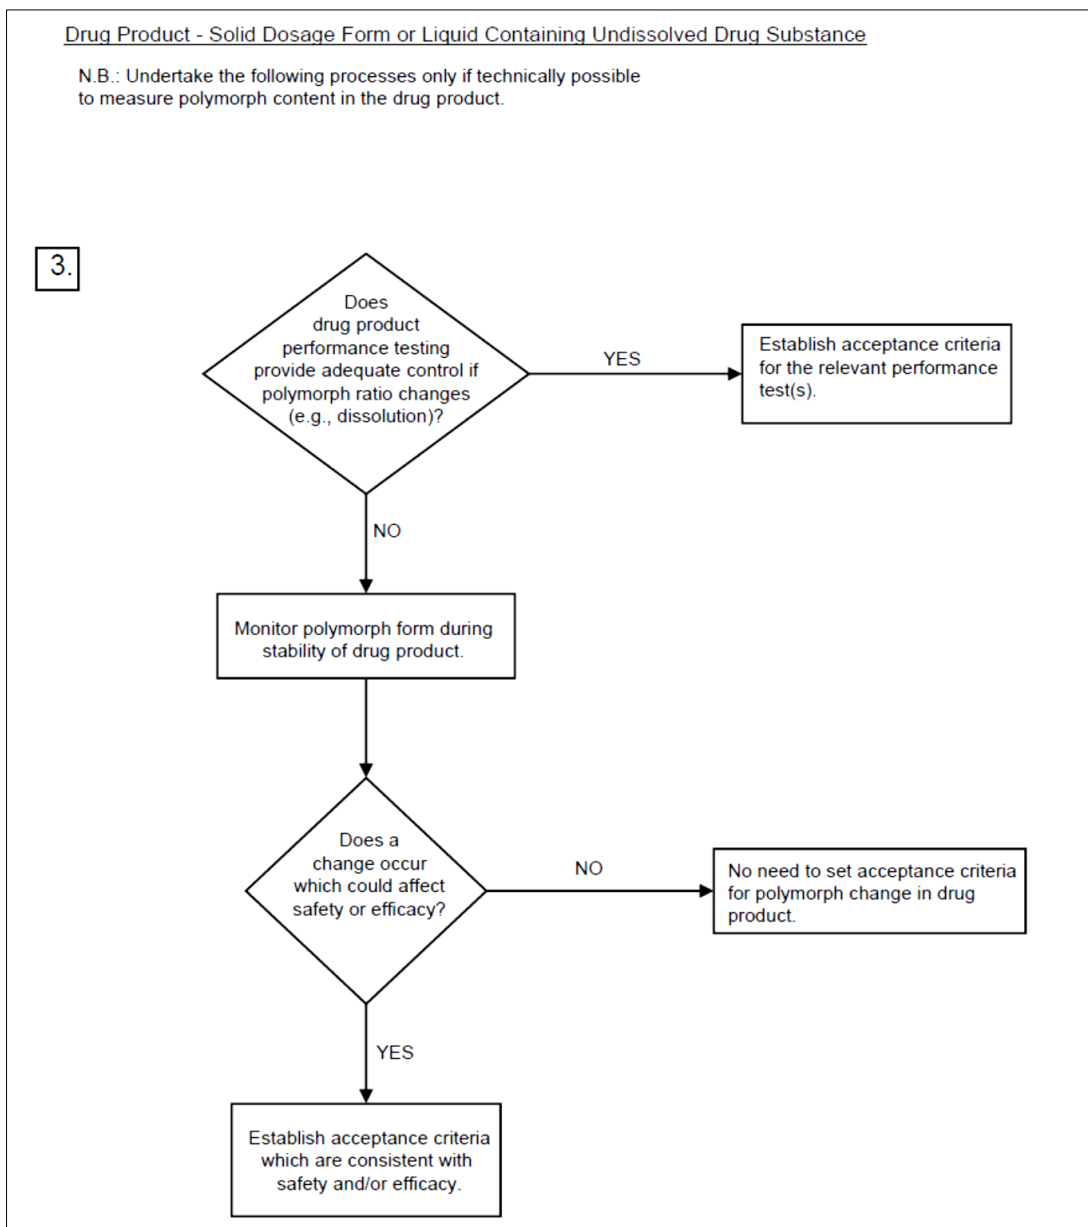 Drug Product - Solid Dosage Form or Liquid Containing Undissolved Drug Substance
N.B.: Undertake the following processes only if technically possible
to measure polymorph content in the drug product.
3.
Does
drug product
performance testing
provide adequate control if
polymorph ratio changes
(e.g., dissolution)?
YES
Establish acceptance criteria
for the relevant performance
test(s).
NO
Monitor polymorph form during
stability of drug product.
Does a
change occur
which could affect
safety or efficacy?
NO
No need to set acceptance criteria
for polymorph change in drug
product.
YES
Establish acceptance criteria
which are consistent with
safety and/or efficacy.